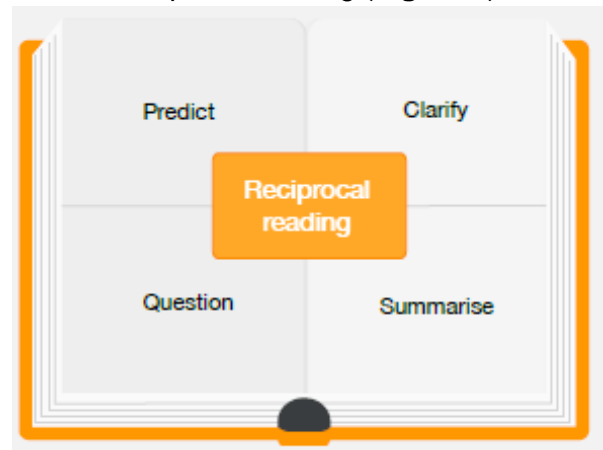 Predict
Clarify
Reciprocal
reading
Question
Summarise